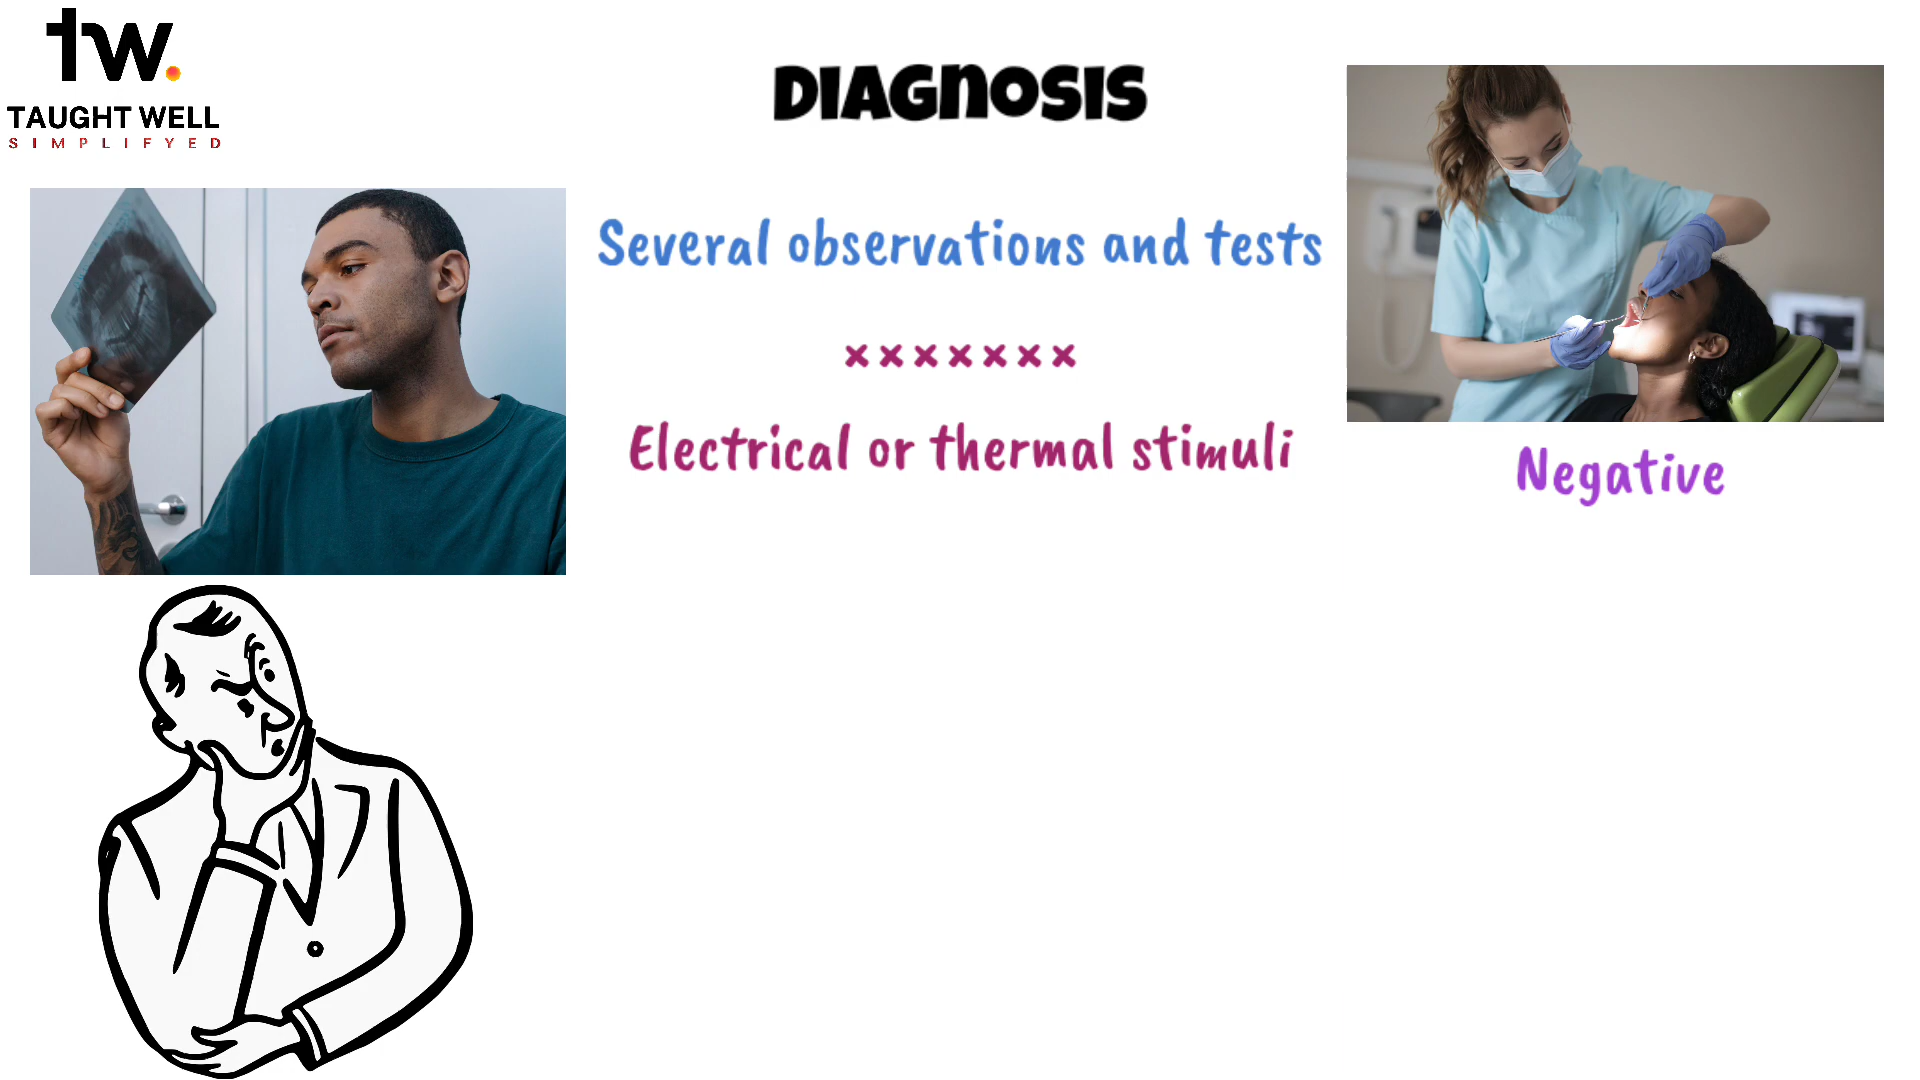 tw.
TAUGHT WELL
SIMPLIFYED
DIAGNOSIS
Several observations and tests
×××××××
Electrical or thermal stimuli
Negative